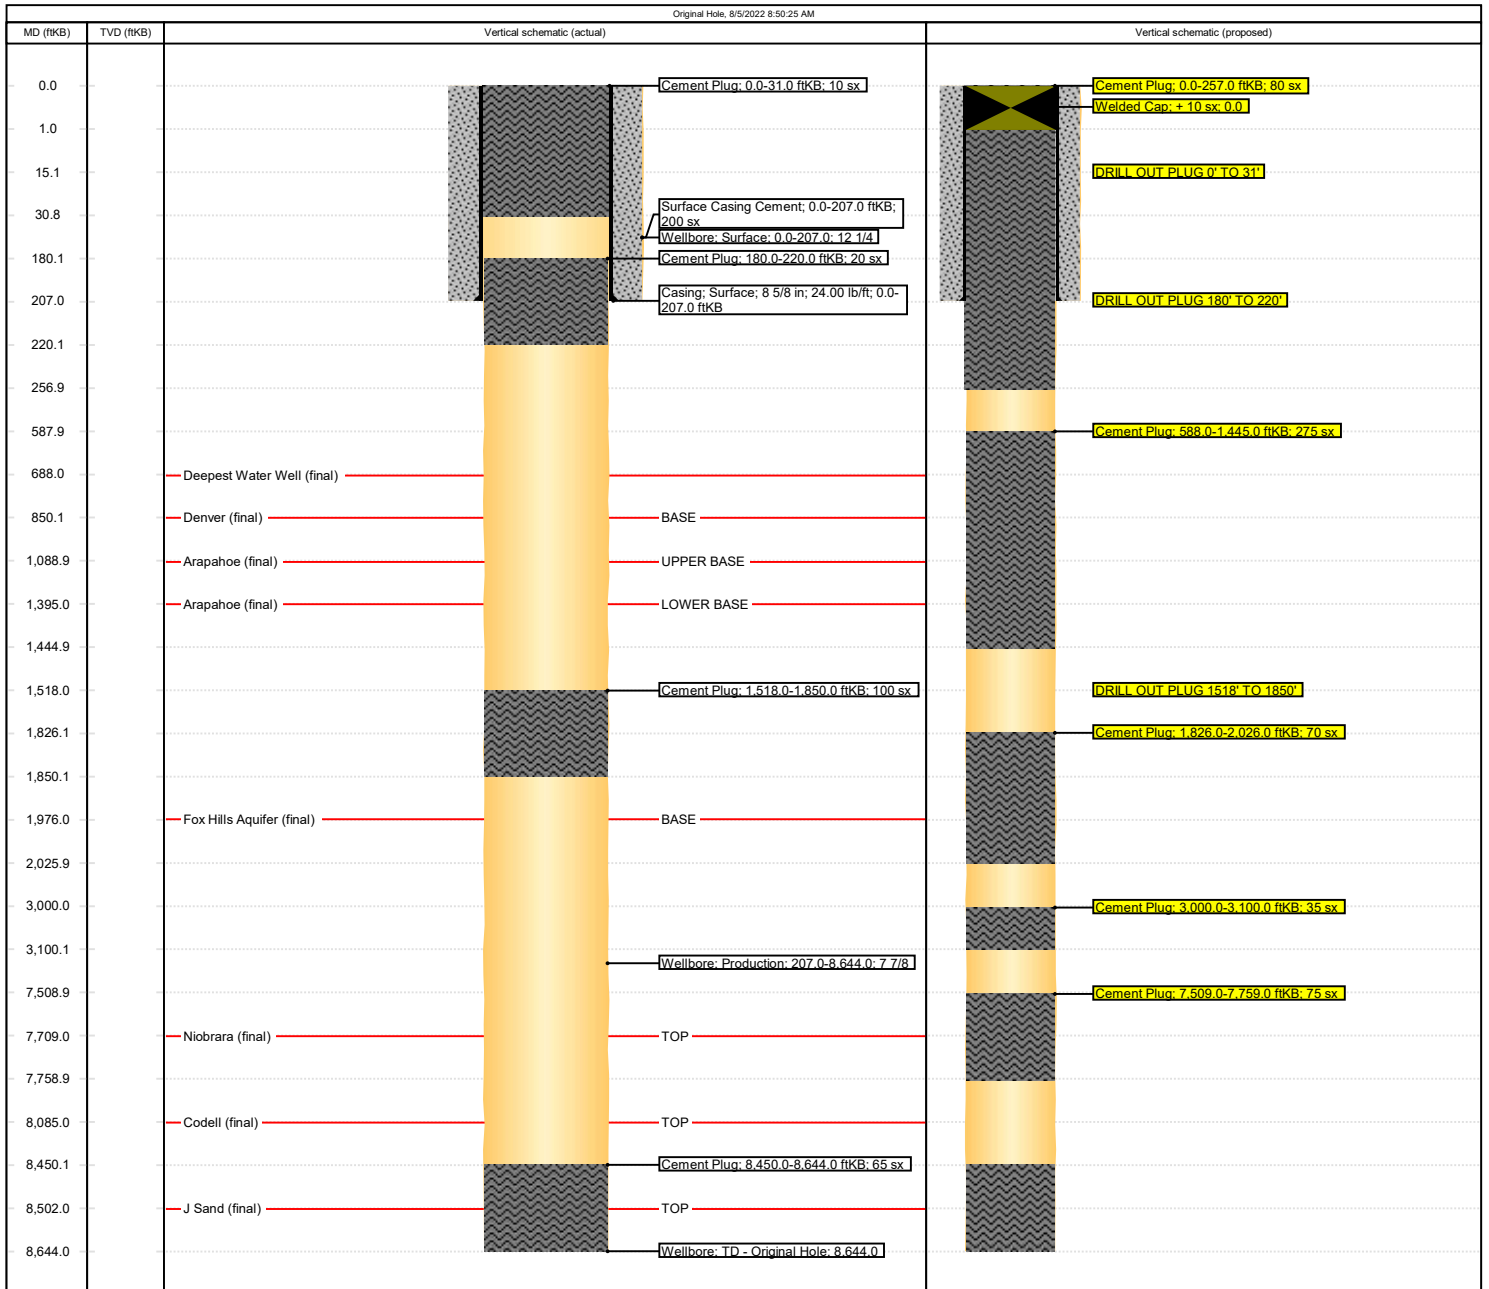 Original Hole, 8/5/2022 8:50:25 AM
MD (ftKB)
TVD (ftKB)
Vertical schematic (actual)
Vertical schematic (proposed)
0.0
Cement Plug; 0.0-31.0 ftKB; 10 sx
Cement Plug; 0.0-257.0 ftKB; 80 sx
Welded Cap; + 10 sx; 0.0
1.0
15.1
DRILL OUT PLUG 0' TO 31'
30.8
Surface Casing Cement; 0.0-207.0 ftKB;
200 sx
Wellbore; Surface; 0.0-207.0; 12 1/4
180.1
Cement Plug; 180.0-220.0 ftKB; 20 sx
207.0
Casing; Surface; 8 5/8 in; 24.00 lb/ft; 0.0-
207.0 ftKB
DRILL OUT PLUG 180' TO 220'
220.1
256.9
587.9
Cement Plug; 588.0-1,445.0 ftKB; 275 sx
688.0
Deepest Water Well (final)
850.1
Denver (final)
BASE
1,088.9
Arapahoe (final)
UPPER BASE
1,395.0
Arapahoe (final)
LOWER BASE
1,444.9
1,518.0
Cement Plug; 1,518.0-1,850.0 ftKB; 100 sx
DRILL OUT PLUG 1518' TO 1850'
1,826.1
Cement Plug; 1,826.0-2,026.0 ftKB; 70 sx
1,850.1
1,976.0
Fox Hills Aquifer (final)
BASE
2,025.9
3,000.0
Cement Plug; 3,000.0-3,100.0 ftKB; 35 sx
3,100.1
Wellbore; Production; 207.0-8,644.0; 7 7/8
7,508.9
Cement Plug; 7,509.0-7,759.0 ftKB; 75 sx
7,709.0
Niobrara (final)
TOP
7,758.9
8,085.0
Codell (final)
TOP
8,450.1
Cement Plug; 8,450.0-8,644.0 ftKB; 65 sx
8,502.0
J Sand (final)
TOP
8,644.0
Wellbore; TD - Original Hole; 8,644.0